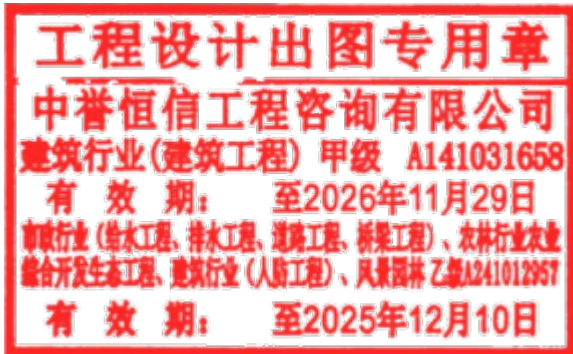 工程设计出图专用章
中誉恒信工程咨询有限公司
建筑行业(建筑工程) 甲级 A141031658
有 效 期： 至2026年11月29日
市政行业（给水工程、排水工程、道路工程、桥梁工程）、农林行业农业
综合开发生态工程、建筑行业（人防工程）、风景园林 乙级A241012957
有 效 期： 至2025年12月10日